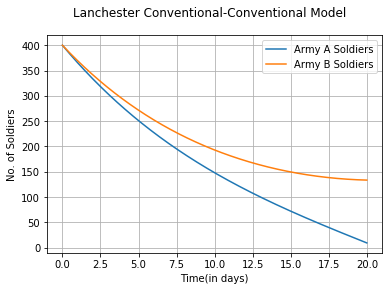 Lanchester Conventional-Conventional Model
Army A Soldiers
Army B Soldiers
No. of Soldiers
400
350
300
250
200
150
100
50
0
0.0 2.5 5.0 7.5 10.0 12.5 15.0 17.5 20.0
Time(in days)